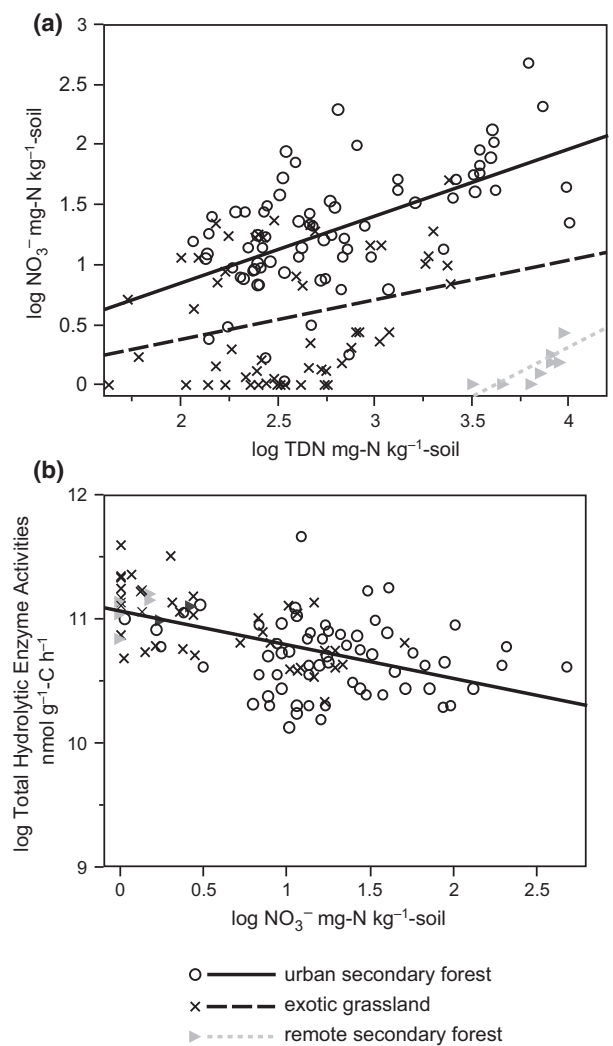 (a)
3
2.5
2
1.5
1
0.5
0
log NO₃⁻ mg-N kg⁻¹-soil
2 2.5 3 3.5 4
log TDN mg-N kg⁻¹-soil
(b)
12
11
10
9
log Total Hydrolytic Enzyme Activities
nmol g⁻¹-C h⁻¹
0 0.5 1 1.5 2 2.5
log NO₃⁻ mg-N kg⁻¹-soil
urban secondary forest
exotic grassland
remote secondary forest